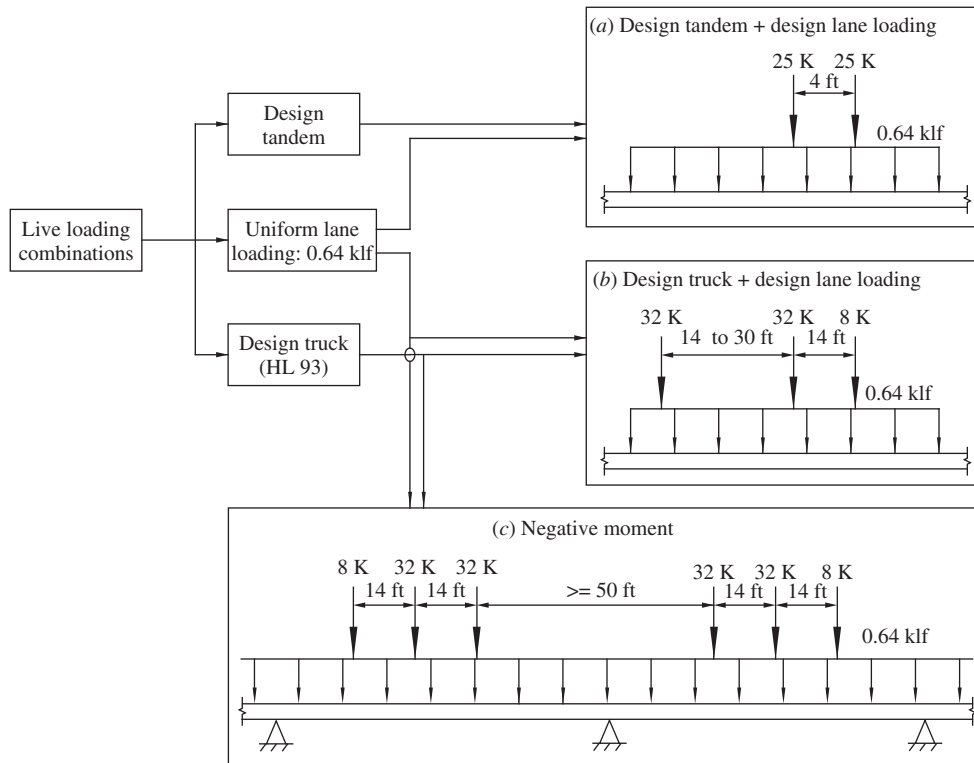 (a) Design tandem + design lane loading
25 K 25 K
4 ft
0.64 klf
Design
tandem
Live loading
combinations
Uniform lane
loading: 0.64 klf
Design truck
(HL 93)
(b) Design truck + design lane loading
32 K 32 K 8 K
14 to 30 ft 14 ft
0.64 klf
(c) Negative moment
8 K 32 K 32 K 32 K 32 K 8 K
14 ft 14 ft >= 50 ft 14 ft 14 ft
0.64 klf